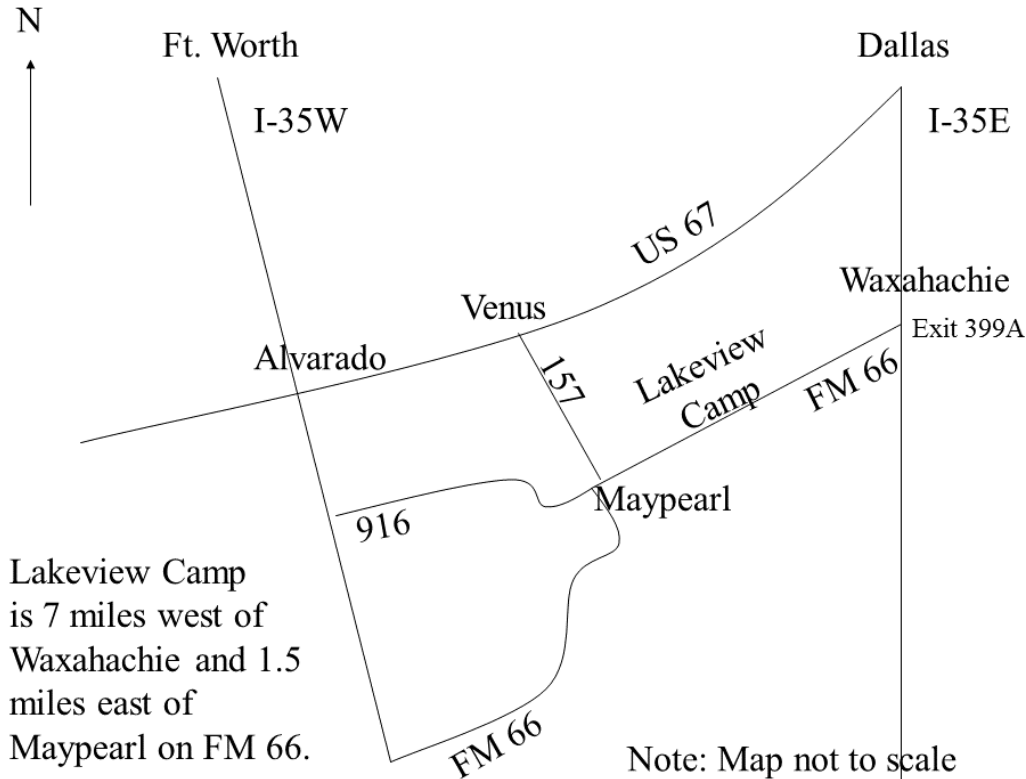 N
Ft. Worth
Dallas
I-35W
I-35E
US 67
Waxahachie
Venus
Exit 399A
Alvarado
157
Lakeview
Camp
FM 66
Maypearl
916
Lakeview Camp
is 7 miles west of
Waxahachie and 1.5
miles east of
Maypearl on FM 66.
FM 66
Note: Map not to scale